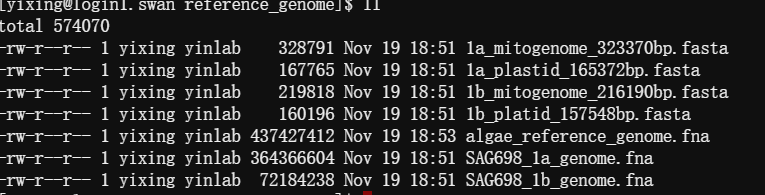 [yixing@login1.swan reference_genome]$ ll
total 574070
-rw-r--r-- 1 yixing yinlab    328791 Nov 19 18:51 1a_mitogenome_323370bp.fasta
-rw-r--r-- 1 yixing yinlab    167765 Nov 19 18:51 1a_plastid_165372bp.fasta
-rw-r--r-- 1 yixing yinlab    219818 Nov 19 18:51 1b_mitogenome_216190bp.fasta
-rw-r--r-- 1 yixing yinlab    160196 Nov 19 18:51 1b_platid_157548bp.fasta
-rw-r--r-- 1 yixing yinlab 437427412 Nov 19 18:53 algae_reference_genome.fna
-rw-r--r-- 1 yixing yinlab 364366604 Nov 19 18:51 SAG698_1a_genome.fna
-rw-r--r-- 1 yixing yinlab  72184238 Nov 19 18:51 SAG698_1b_genome.fna